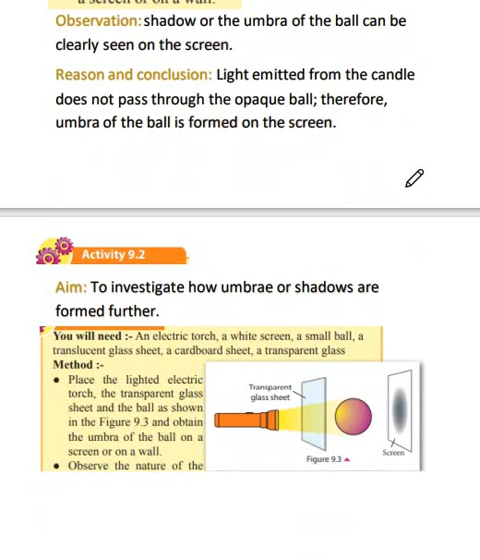 a screen or on a wall.
Observation: shadow or the umbra of the ball can be
clearly seen on the screen.
Reason and conclusion: Light emitted from the candle
does not pass through the opaque ball; therefore,
umbra of the ball is formed on the screen.
Activity 9.2
Aim: To investigate how umbrae or shadows are
formed further.
You will need :- An electric torch, a white screen, a small ball, a
translucent glass sheet, a cardboard sheet, a transparent glass
Method :-
• Place the lighted electric
torch, the transparent glass
sheet and the ball as shown
in the Figure 9.3 and obtain
the umbra of the ball on a
screen or on a wall.
• Observe the nature of the
Transparent
glass sheet
Screen
Figure 9.3